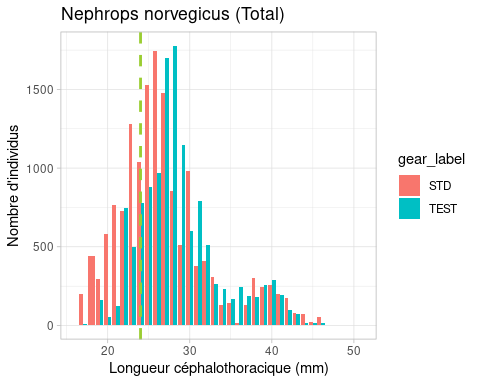 Nephrops norvegicus (Total)
Nombre d'individus
1500
1000
500
0
20 30 40 50
Longueur céphalothoracique (mm)
gear_label
STD
TEST